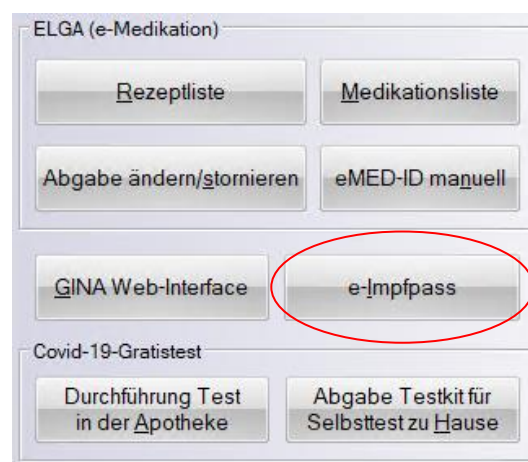 ELGA (e-Medikation)
Rezeptliste
Medikationsliste
Abgabe ändern/stornieren
eMED-ID manuell
GINA Web-Interface
e-Impfpass
Covid-19-Gratistest
Durchführung Test
in der Apotheke
Abgabe Testkit für
Selbsttest zu Hause